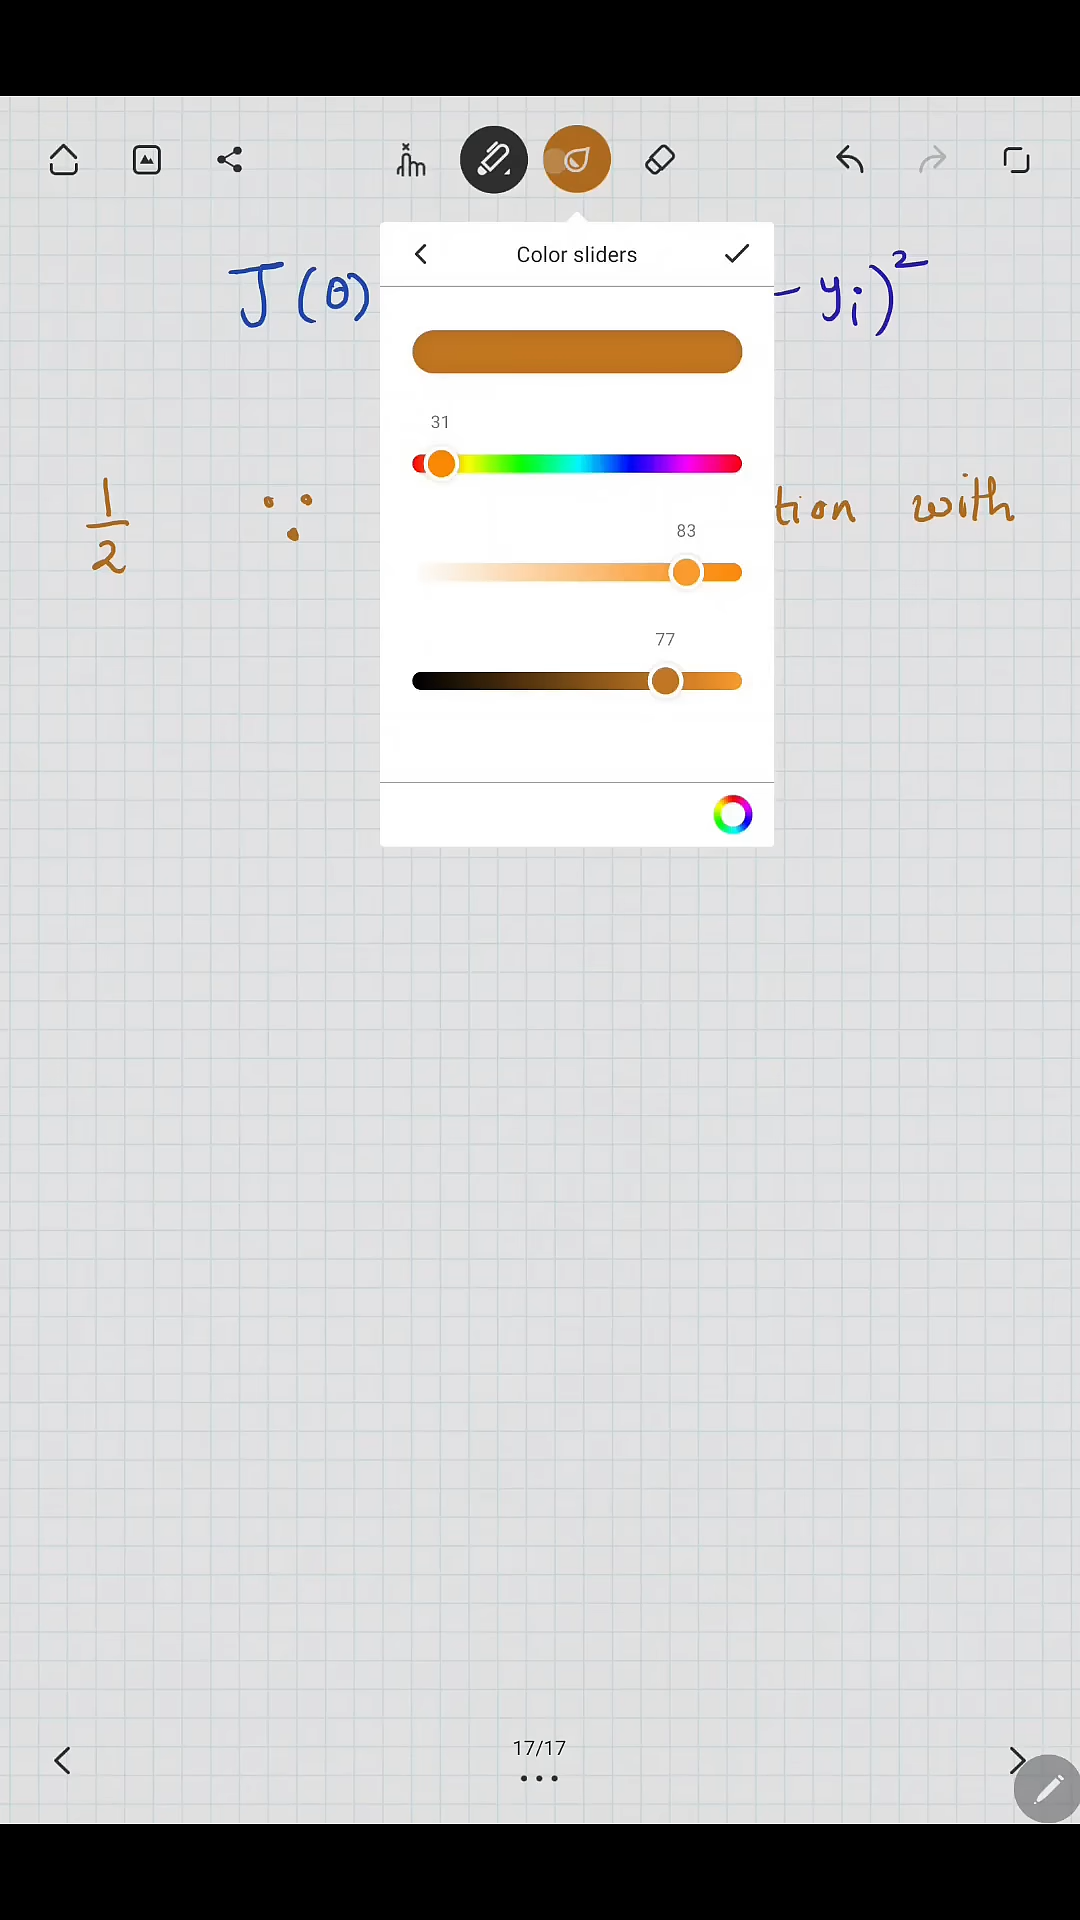 Color sliders
J(θ) - yᵢ)²
31
1/2 ∵ tion with
83
77
17/17